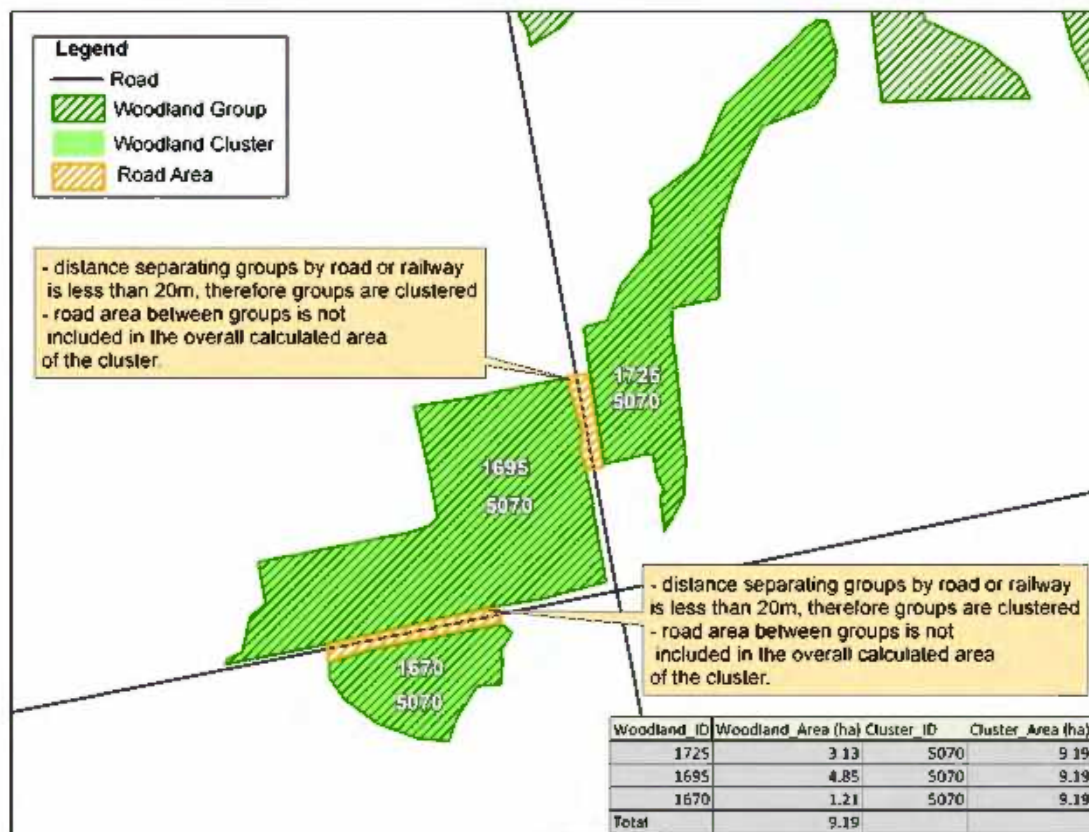 Legend
Road
Woodland Group
Woodland Cluster
Road Area
- distance separating groups by road or railway
is less than 20m, therefore groups are clustered
- road area between groups is not
included in the overall calculated area
of the cluster.
1725
5070
1695
5070
- distance separating groups by road or railway
is less than 20m, therefore groups are clustered
- road area between groups is not
included in the overall calculated area
of the cluster.
1670
5070
Woodland_ID Woodland_Area (ha) Cluster_ID Cluster_Area (ha)
1725 3.13 5070 9.19
1695 4.85 5070 9.19
1670 1.21 5070 9.19
Total 9.19